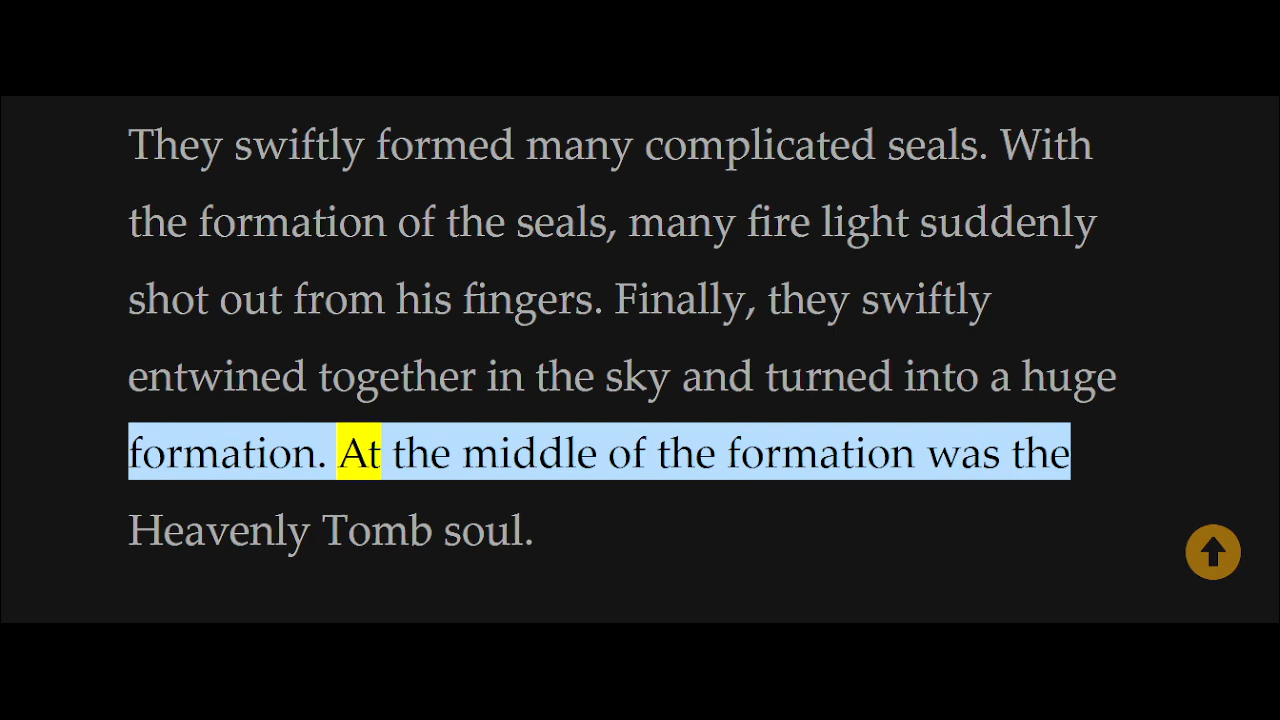 They swiftly formed many complicated seals. With
the formation of the seals, many fire light suddenly
shot out from his fingers. Finally, they swiftly
entwined together in the sky and turned into a huge
formation. At the middle of the formation was the
Heavenly Tomb soul.